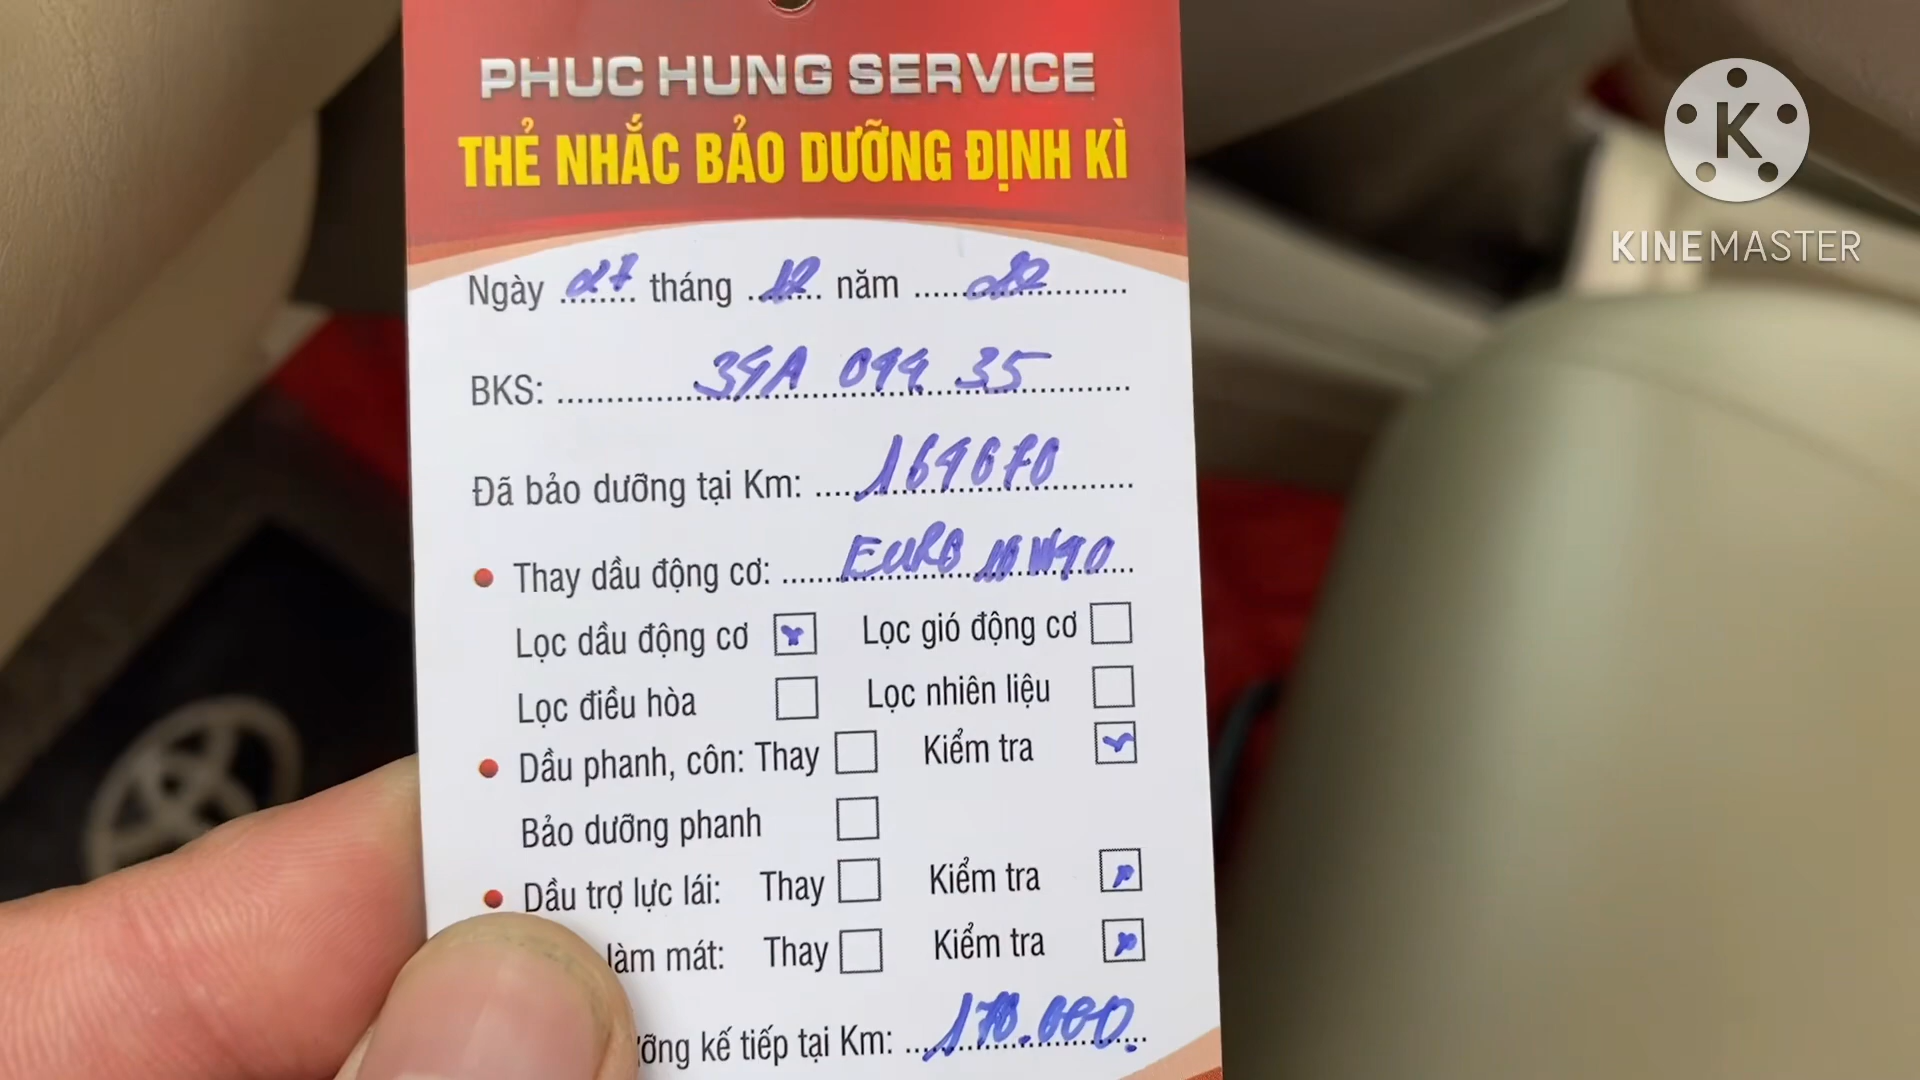 PHUC HUNG SERVICE
THẺ NHẮC BẢO DƯỠNG ĐỊNH KÌ
K
KINEMASTER
Ngày 27 tháng 12 năm 22
BKS: 34A 094 35
Đã bảo dưỡng tại Km: 164670
Thay dầu động cơ: EURO 10W40
Lọc dầu động cơ Lọc gió động cơ
Lọc điều hòa Lọc nhiên liệu
Dầu phanh, côn: Thay Kiểm tra
Bảo dưỡng phanh
Dầu trợ lực lái: Thay Kiểm tra
làm mát: Thay Kiểm tra
ưỡng kế tiếp tại Km: 170.000.